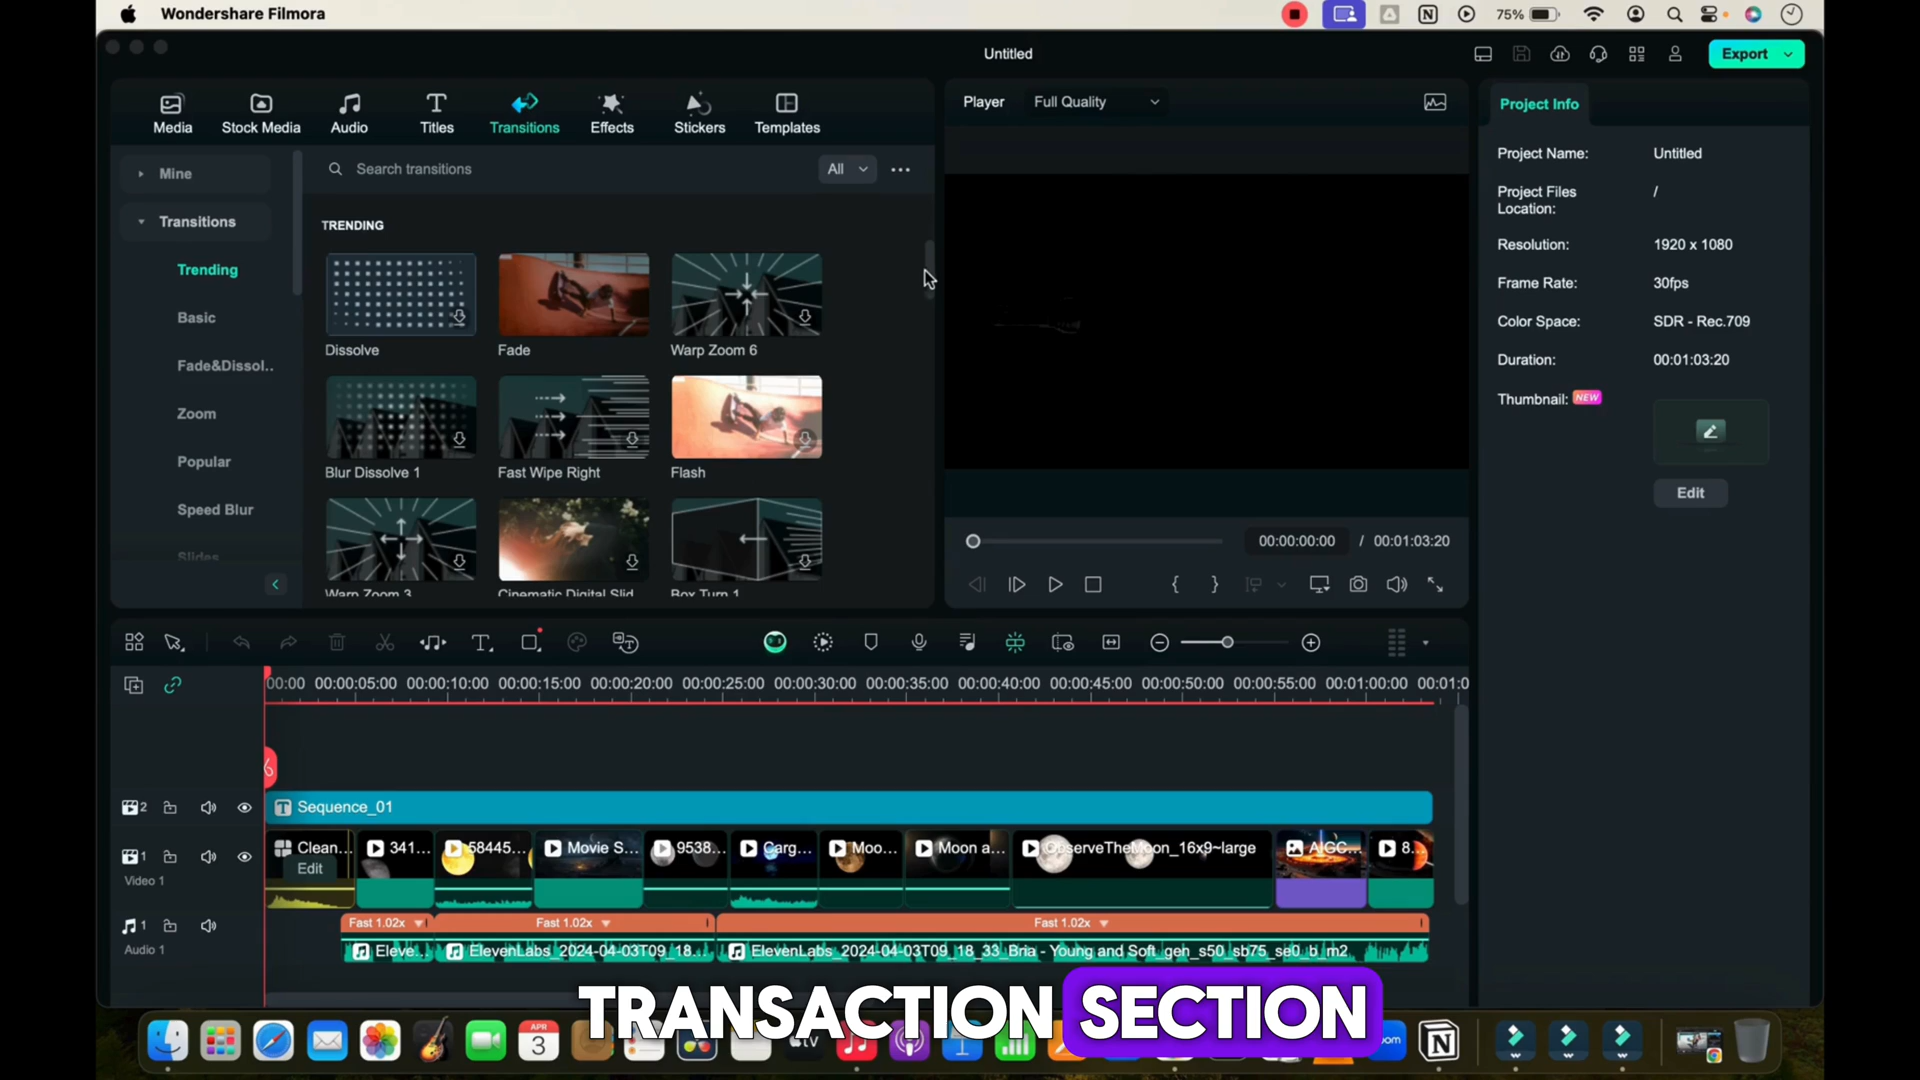 Wondershare Filmora
75%
Untitled
Export
Media
Stock Media
Audio
Titles
Transitions
Effects
Stickers
Templates
Player
Full Quality
Project Info
Mine
Search transitions
All
Transitions
TRENDING
Trending
Basic
Fade&Dissol..
Zoom
Popular
Speed Blur
Slides
Dissolve
Fade
Warp Zoom 6
Blur Dissolve 1
Fast Wipe Right
Flash
Warp Zoom 3
Cinematic Digital Slid
Box Turn 1
Project Name:
Untitled
Project Files
Location:
/
Resolution:
1920 x 1080
Frame Rate:
30fps
Color Space:
SDR - Rec.709
Duration:
00:01:03:20
Thumbnail:
NEW
Edit
00:00:00:00
/ 00:01:03:20
00:00 00:00:05:00 00:00:10:00 00:00:15:00 00:00:20:00 00:00:25:00 00:00:30:00 00:00:35:00 00:00:40:00 00:00:45:00 00:00:50:00 00:00:55:00 00:01:00:00 00:01:0
2
Sequence_01
1
Video 1
Clean...
Edit
341...
58445...
Movie S...
9538...
Carg...
Moo...
Moon a...
ObserveTheMoon_16x9~large
AIGC...
8...
1
Audio 1
Fast 1.02x
Fast 1.02x
Fast 1.02x
Eleve...
ElevenLabs_2024-04-03T09_18...
ElevenLabs_2024-04-03T09_18_33_Bria - Young and Soft_gen_s50_sb75_se0_b_m2
TRANSACTION SECTION
APR
3
tv
zoom